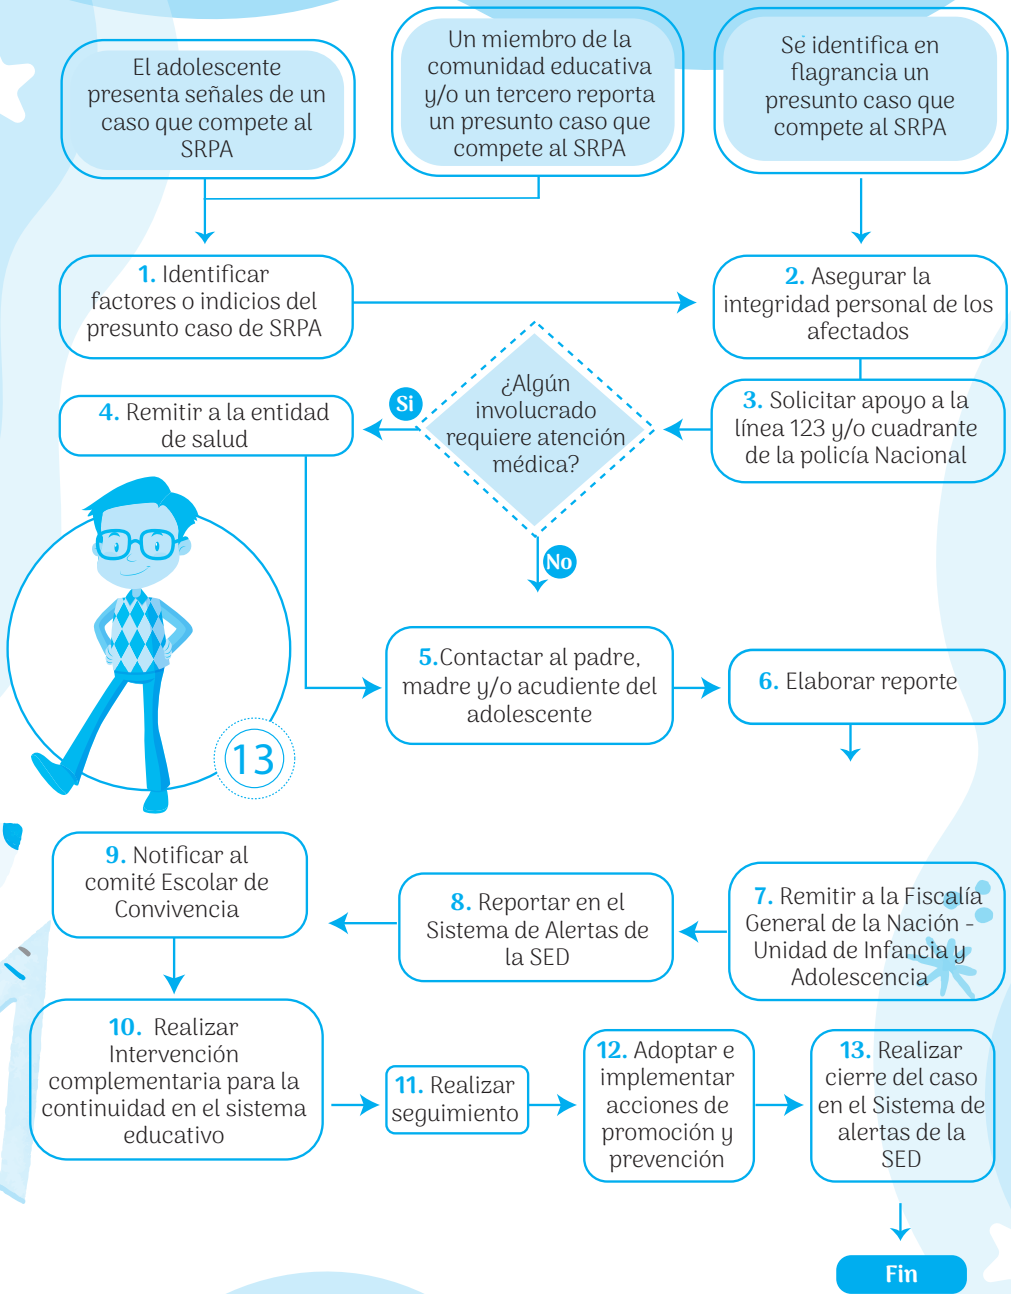 El adolescente
presenta señales de un
caso que compete al
SRPA
Un miembro de la
comunidad educativa
y/o un tercero reporta
un presunto caso que
compete al SRPA
Se identifica en
flagrancia un
presunto caso que
compete al SRPA
1. Identificar
factores o indicios del
presunto caso de SRPA
2. Asegurar la
integridad personal de los
afectados
3. Solicitar apoyo a la
línea 123 y/o cuadrante
de la policía Nacional
¿Algún
involucrado
requiere atención
médica?
Si
4. Remitir a la entidad
de salud
No
13
5.Contactar al padre,
madre y/o acudiente del
adolescente
6. Elaborar reporte
7. Remitir a la Fiscalía
General de la Nación -
Unidad de Infancia y
Adolescencia
8. Reportar en el
Sistema de Alertas de
la SED
9. Notificar al
comité Escolar de
Convivencia
10. Realizar
Intervención
complementaria para la
continuidad en el sistema
educativo
11. Realizar
seguimiento
12. Adoptar e
implementar
acciones de
promoción y
prevención
13. Realizar
cierre del caso
en el Sistema de
alertas de la
SED
Fin